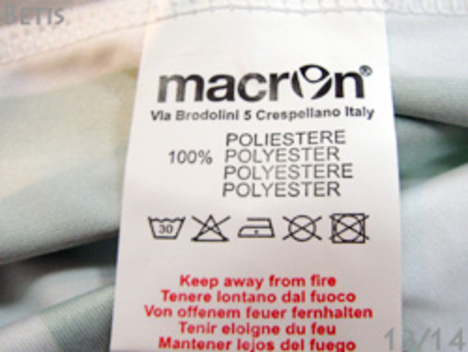 BETIS
macron®
Via Brodolini 5 Crespellano Italy
POLIESTERE
100% POLYESTER
POLYESTERE
POLYESTER
30
Keep away from fire
Tenere lontano dal fuoco
Von offenem feuer fernhalten
Tenir eloigne du feu
Mantener lejos del fuego
13/14